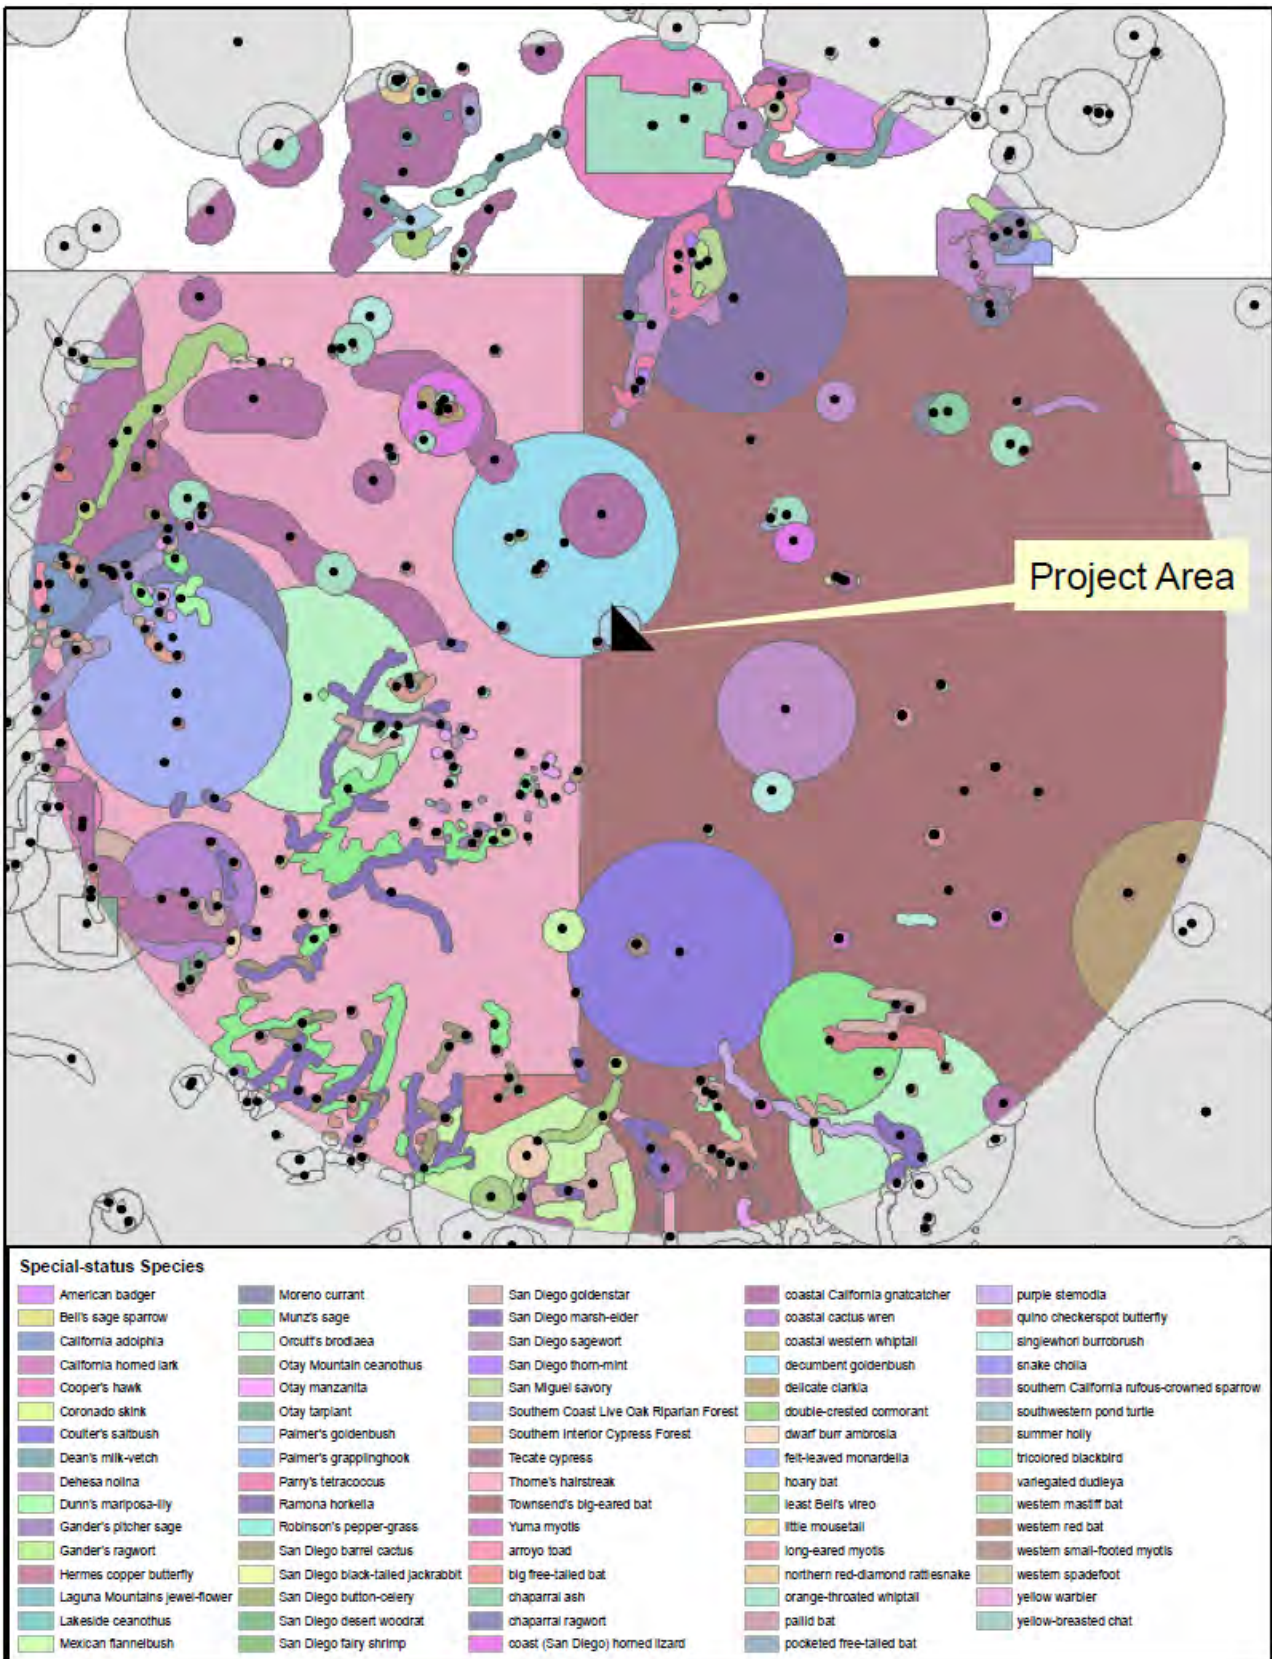 Project Area
Special-status Species
American badger
Bell's sage sparrow
California adolphia
California horned lark
Cooper's hawk
Coronado skink
Coulter's saltbush
Dean's milk-vetch
Dehesa nolina
Dunn's mariposa-lily
Gander's pitcher sage
Gander's ragwort
Hermes copper butterfly
Laguna Mountains jewel-flower
Lakeside ceanothus
Mexican flannelbush
Moreno currant
Munz's sage
Orcutt's brodiaea
Otay Mountain ceanothus
Otay manzanita
Otay tarplant
Palmer's goldenbush
Palmer's grapplinghook
Parry's tetracoccus
Ramona horkelia
Robinson's pepper-grass
San Diego barrel cactus
San Diego black-tailed jackrabbit
San Diego button-celery
San Diego desert woodrat
San Diego fairy shrimp
San Diego goldenstar
San Diego marsh-elder
San Diego sagewort
San Diego thorn-mint
San Miguel savory
Southern Coast Live Oak Riparian Forest
Southern Interior Cypress Forest
Tecate cypress
Thorne's hairstreak
Townsend's big-eared bat
Yuma myotis
arroyo toad
big free-tailed bat
chaparral ash
chaparral ragwort
coast (San Diego) horned lizard
coastal California gnatcatcher
coastal cactus wren
coastal western whiptail
decumbent goldenbush
delicate clarkia
double-crested cormorant
dwarf burr ambrosia
felt-leaved monardella
hoary bat
least Bell's vireo
little mousetail
long-eared myotis
northern red-diamond rattlesnake
orange-throated whiptail
pallid bat
pocketed free-tailed bat
purple stemodia
quino checkerspot butterfly
singlewhorl burrobrush
snake cholla
southern California rufous-crowned sparrow
southwestern pond turtle
summer holly
tricolored blackbird
variegated dudleya
western mastiff bat
western red bat
western small-footed myotis
western spadefoot
yellow warbler
yellow-breasted chat